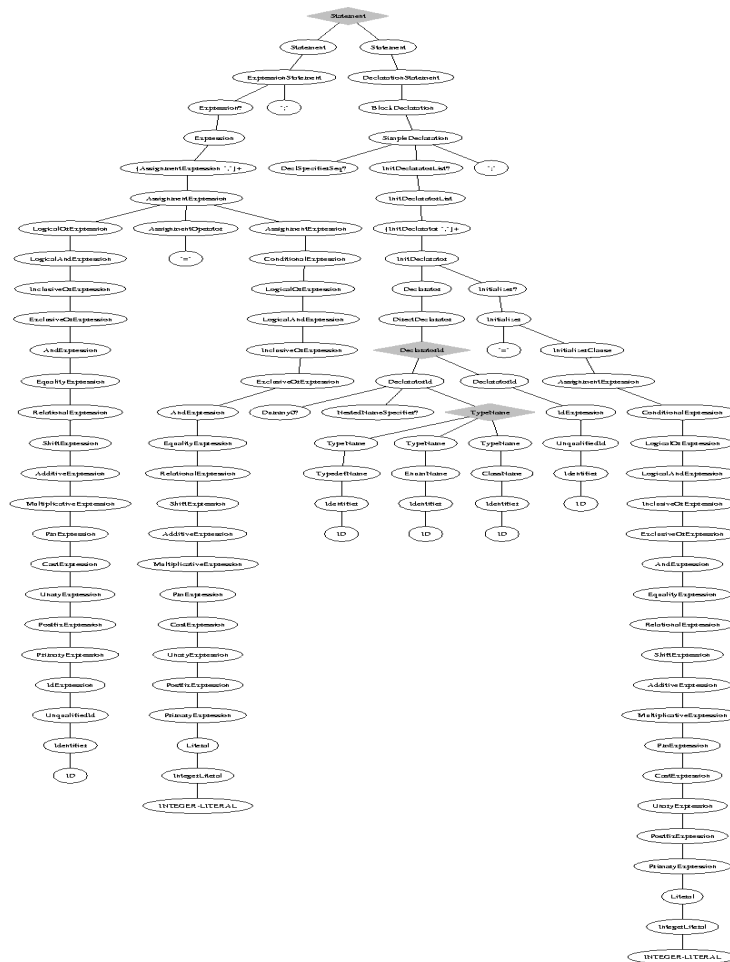 Statement
Statement Statement
ExpressionStatement DeclarationStatement
Expression? ";" BlockDeclaration
Expression SimpleDeclaration
{AssignmentExpression ","}+ DeclSpecifierSeq? InitDeclaratorList? ";"
AssignmentExpression InitDeclaratorList
LogicalOrExpression AssignmentOperator AssignmentExpression {InitDeclarator ","}+
LogicalAndExpression "=" ConditionalExpression InitDeclarator
InclusiveOrExpression LogicalOrExpression Declarator Initializer?
ExclusiveOrExpression LogicalAndExpression DirectDeclarator Initializer
AndExpression InclusiveOrExpression DeclaratorId "=" InitializerClause
EqualityExpression ExclusiveOrExpression DeclaratorId DeclaratorId AssignmentExpression
RelationalExpression AndExpression NestedNameSpecifier? TypeName IdExpression ConditionalExpression
ShiftExpression EqualityExpression TypeName TypeName TypeName UnqualifiedId LogicalOrExpression
AdditiveExpression RelationalExpression TypedefName EnumName ClassName Identifier LogicalAndExpression
MultiplicativeExpression ShiftExpression Identifier Identifier Identifier ID InclusiveOrExpression
PmExpression AdditiveExpression ID ID ID ExclusiveOrExpression
CastExpression MultiplicativeExpression AndExpression
UnaryExpression PmExpression EqualityExpression
PostfixExpression CastExpression RelationalExpression
PrimaryExpression UnaryExpression ShiftExpression
IdExpression PostfixExpression AdditiveExpression
UnqualifiedId PrimaryExpression MultiplicativeExpression
Identifier Literal PmExpression
ID IntegerLiteral CastExpression
INTEGER-LITERAL UnaryExpression
PostfixExpression
PrimaryExpression
Literal
IntegerLiteral
INTEGER-LITERAL